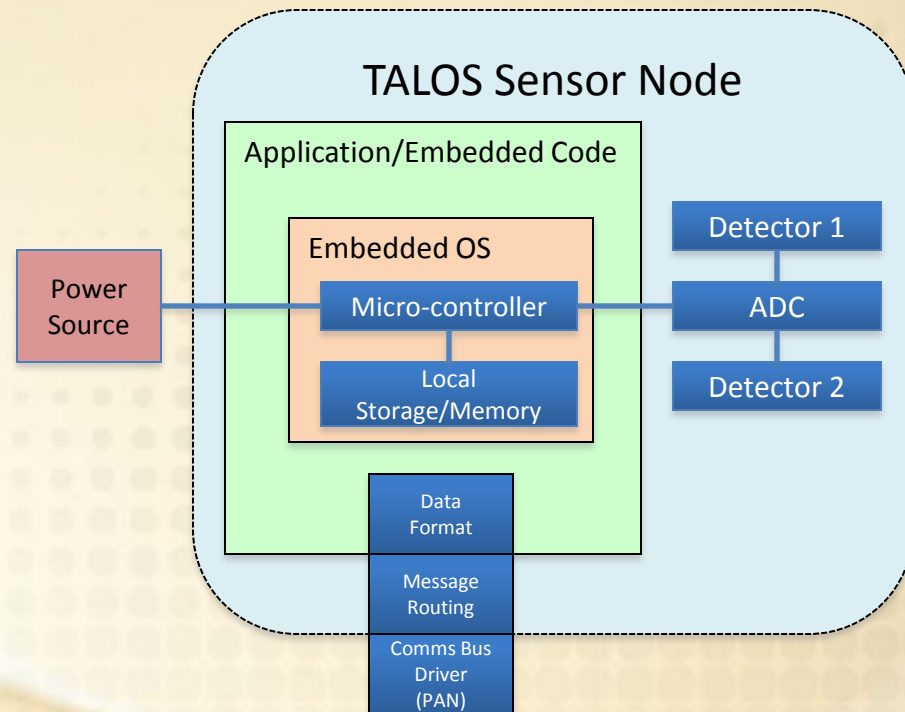 TALOS Sensor Node
Application/Embedded Code
Embedded OS
Micro-controller
Local
Storage/Memory
Power
Source
Detector 1
ADC
Detector 2
Data
Format
Message
Routing
Comms Bus
Driver
(PAN)